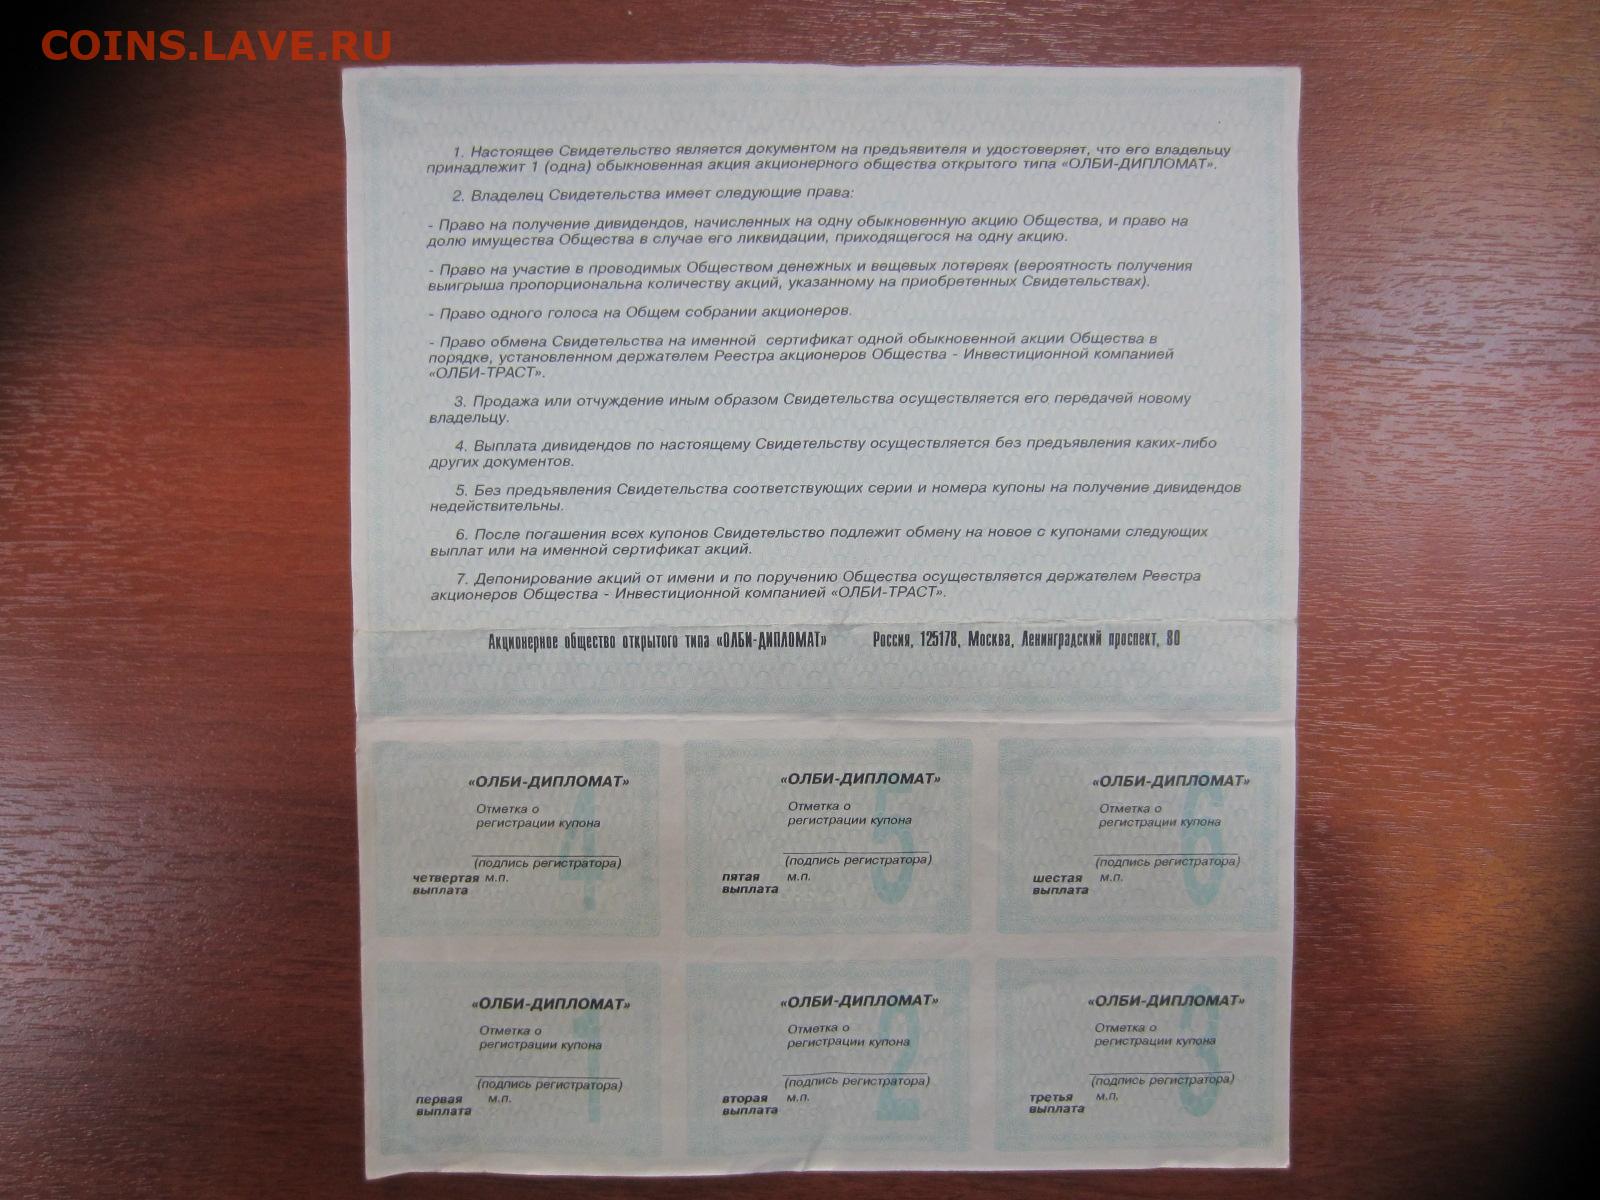 COINS.LAVE.RU
1. Настоящее Свидетельство является документом на предъявителя и удостоверяет, что его владельцу
принадлежит 1 (одна) обыкновенная акция акционерного общества открытого типа «ОЛБИ-ДИПЛОМАТ».
2. Владелец Свидетельства имеет следующие права:
- Право на получение дивидендов, начисленных на одну обыкновенную акцию Общества, и право на
долю имущества Общества в случае его ликвидации, приходящегося на одну акцию.
- Право на участие в проводимых Обществом денежных и вещевых лотереях (вероятность получения
выигрыша пропорциональна количеству акций, указанному на приобретенных Свидетельствах).
- Право одного голоса на Общем собрании акционеров.
- Право обмена Свидетельства на именной сертификат одной обыкновенной акции Общества в
порядке, установленном держателем Реестра акционеров Общества - Инвестиционной компанией
«ОЛБИ-ТРАСТ».
3. Продажа или отчуждение иным образом Свидетельства осуществляется его передачей новому
владельцу.
4. Выплата дивидендов по настоящему Свидетельству осуществляется без предъявления каких-либо
других документов.
5. Без предъявления Свидетельства соответствующих серии и номера купоны на получение дивидендов
недействительны.
6. После погашения всех купонов Свидетельство подлежит обмену на новое с купонами следующих
выплат или на именной сертификат акций.
7. Депонирование акций от имени и по поручению Общества осуществляется держателем Реестра
акционеров Общества - Инвестиционной компанией «ОЛБИ-ТРАСТ».
Акционерное общество открытого типа «ОЛБИ-ДИПЛОМАТ» Россия, 125178, Москва, Ленинградский проспект, 80
«ОЛБИ-ДИПЛОМАТ»
Отметка о
регистрации купона
4
(подпись регистратора)
четвертая м.п.
выплата
«ОЛБИ-ДИПЛОМАТ»
Отметка о
регистрации купона
5
(подпись регистратора)
пятая м.п.
выплата
«ОЛБИ-ДИПЛОМАТ»
Отметка о
регистрации купона
6
(подпись регистратора)
шестая м.п.
выплата
«ОЛБИ-ДИПЛОМАТ»
Отметка о
регистрации купона
1
(подпись регистратора)
первая м.п.
выплата
«ОЛБИ-ДИПЛОМАТ»
Отметка о
регистрации купона
2
(подпись регистратора)
вторая м.п.
выплата
«ОЛБИ-ДИПЛОМАТ»
Отметка о
регистрации купона
3
(подпись регистратора)
третья м.п.
выплата